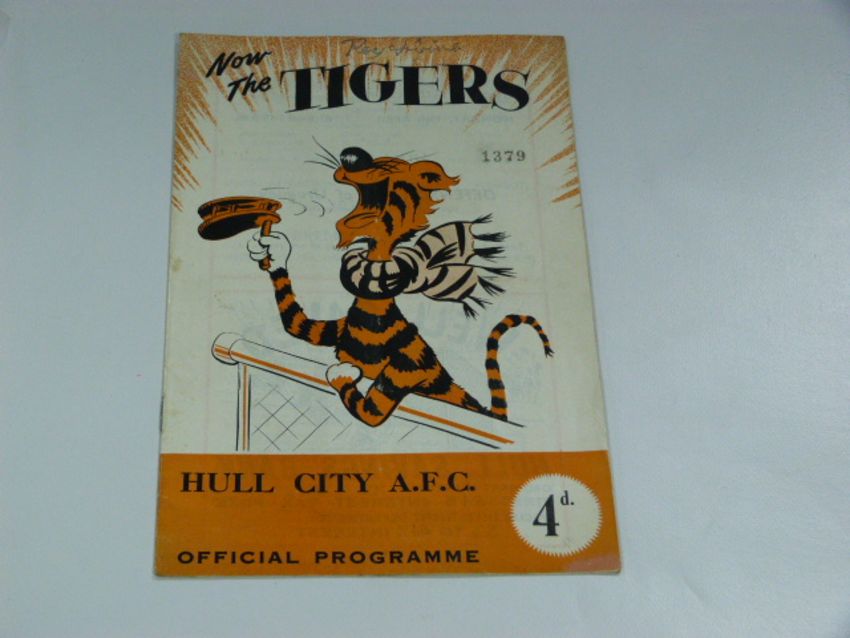 Now
The TIGERS
1379
HULL CITY A.F.C.
4d.
OFFICIAL PROGRAMME